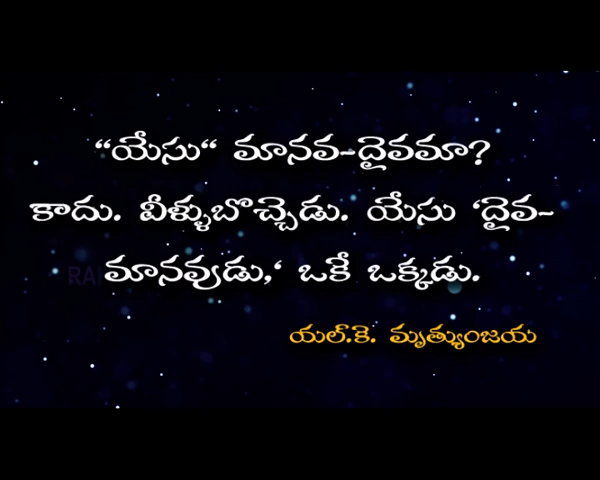 “యేసు“ మానవ-దైవమా?
కాదు. వీళ్ళుబొచ్చెడు. యేసు ‘దైవ-
మానవుడు,‘ ఒకే ఒక్కడు.
యల్.కె. మృత్యుంజయ